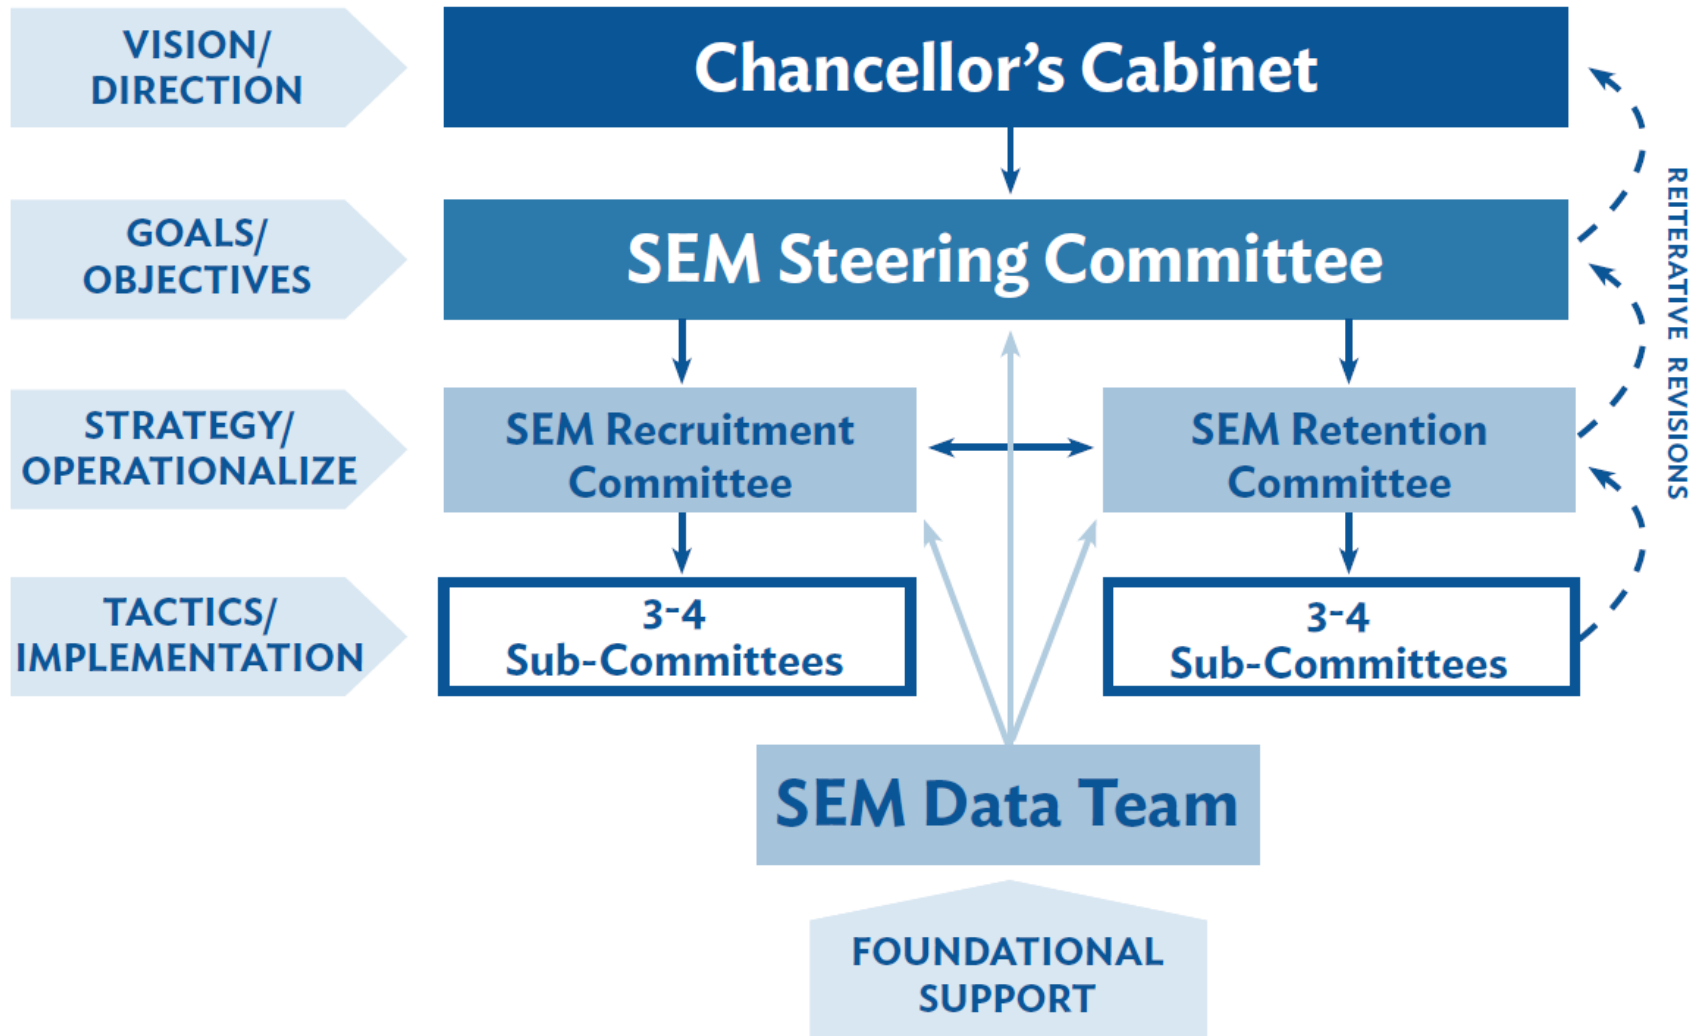 VISION/
DIRECTION
Chancellor’s Cabinet
GOALS/
OBJECTIVES
SEM Steering Committee
STRATEGY/
OPERATIONALIZE
SEM Recruitment
Committee
SEM Retention
Committee
TACTICS/
IMPLEMENTATION
3-4
Sub-Committees
3-4
Sub-Committees
REITERATIVE REVISIONS
SEM Data Team
FOUNDATIONAL
SUPPORT